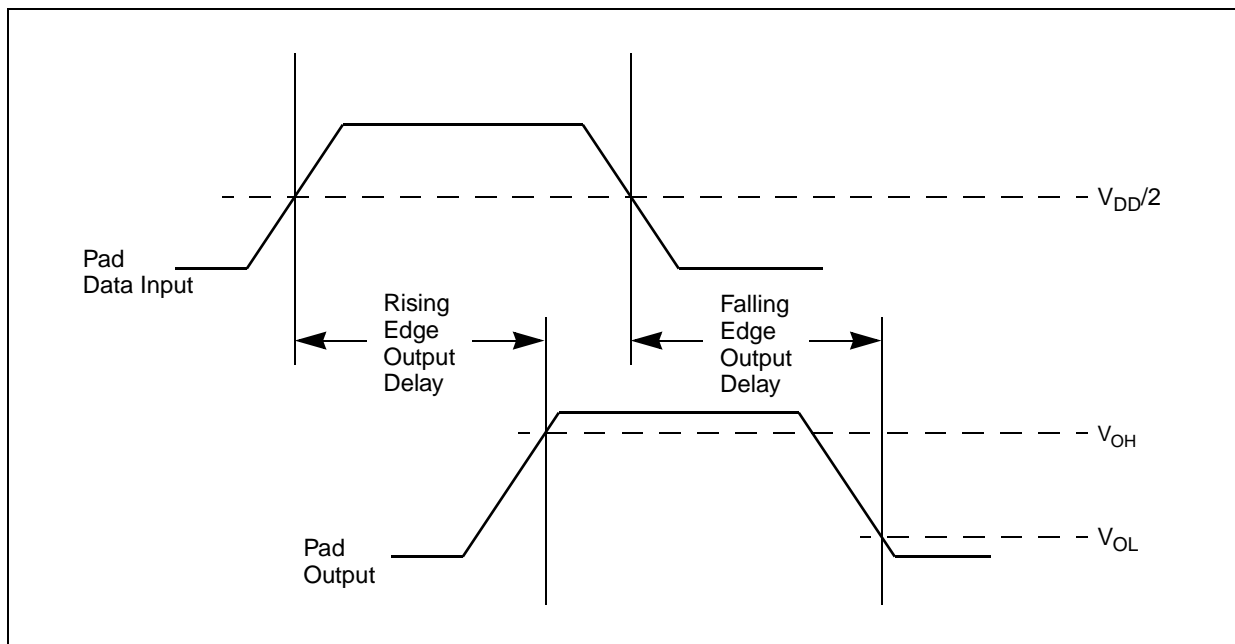 V_DD/2
Pad
Data Input
Rising
Edge
Output
Delay
Falling
Edge
Output
Delay
V_OH
Pad
Output
V_OL